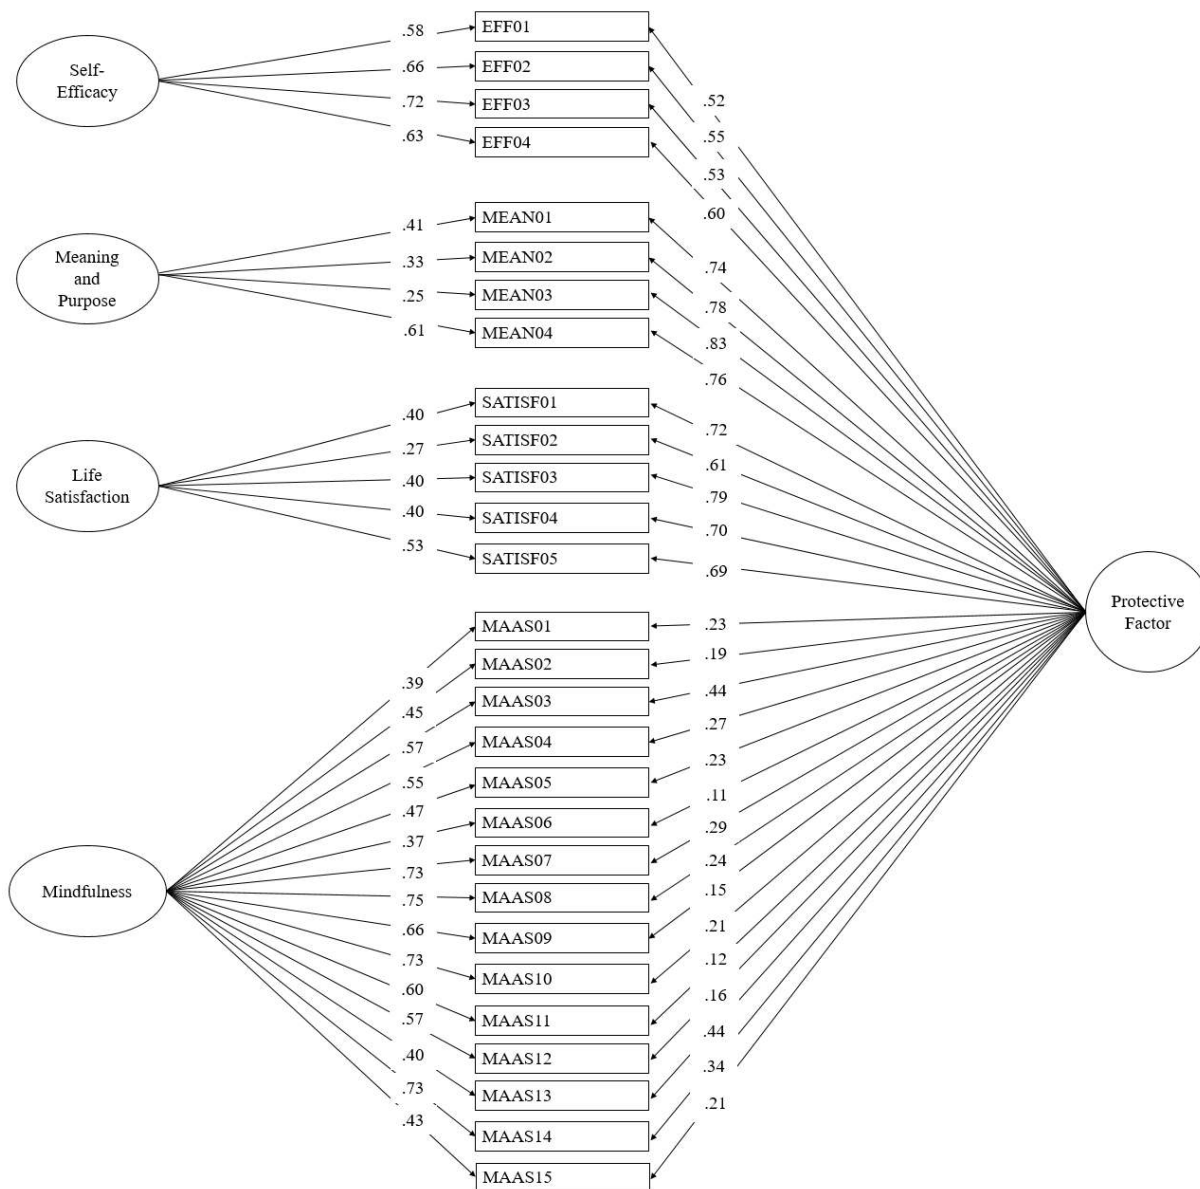 Self-
Efficacy
.58
.66
.72
.63
EFF01
EFF02
EFF03
EFF04
.52
.55
.53
.60
Meaning
and
Purpose
.41
.33
.25
.61
MEAN01
MEAN02
MEAN03
MEAN04
.74
.78
.83
.76
Life
Satisfaction
.40
.27
.40
.40
.53
SATISF01
SATISF02
SATISF03
SATISF04
SATISF05
.72
.61
.79
.70
.69
Mindfulness
.39
.45
.57
.55
.47
.37
.73
.75
.66
.73
.60
.57
.40
.73
.43
MAAS01
MAAS02
MAAS03
MAAS04
MAAS05
MAAS06
MAAS07
MAAS08
MAAS09
MAAS10
MAAS11
MAAS12
MAAS13
MAAS14
MAAS15
.23
.19
.44
.27
.23
.11
.29
.24
.15
.21
.12
.16
.44
.34
.21
Protective
Factor